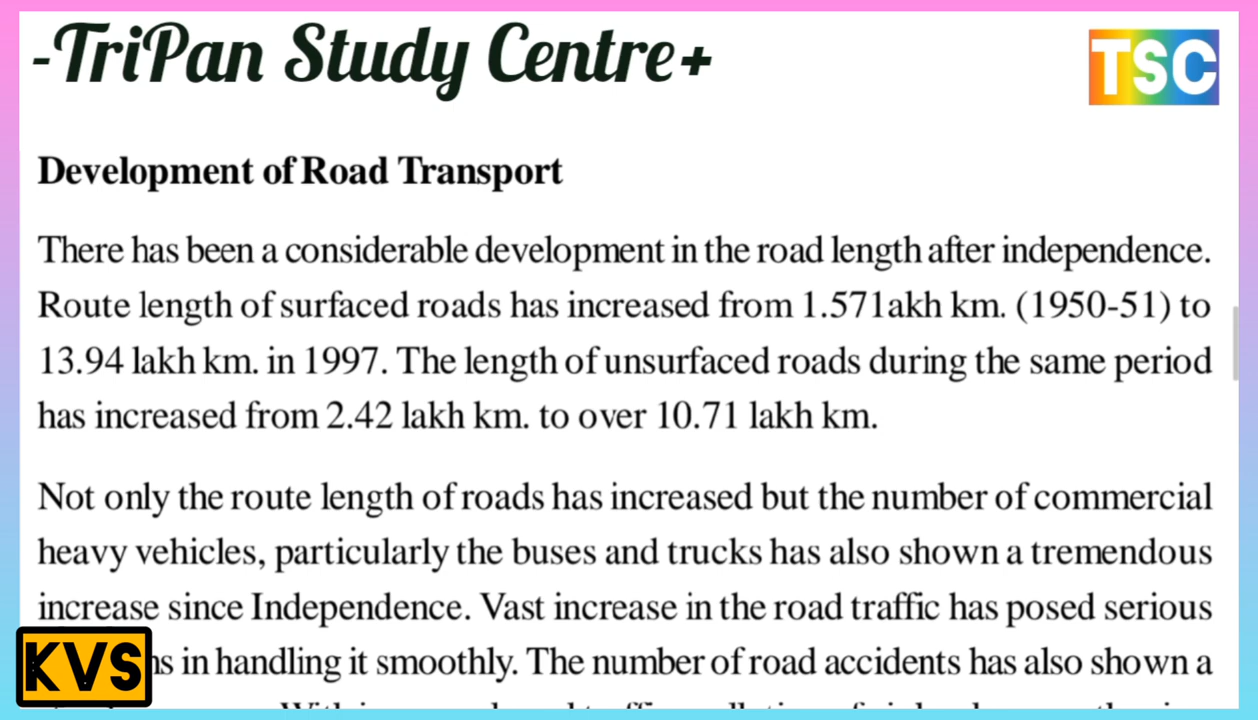 -TriPan Study Centre+
TSC
Development of Road Transport
There has been a considerable development in the road length after independence.
Route length of surfaced roads has increased from 1.571akh km. (1950-51) to
13.94 lakh km. in 1997. The length of unsurfaced roads during the same period
has increased from 2.42 lakh km. to over 10.71 lakh km.
Not only the route length of roads has increased but the number of commercial
heavy vehicles, particularly the buses and trucks has also shown a tremendous
increase since Independence. Vast increase in the road traffic has posed serious
in handling it smoothly. The number of road accidents has also shown a
KVS